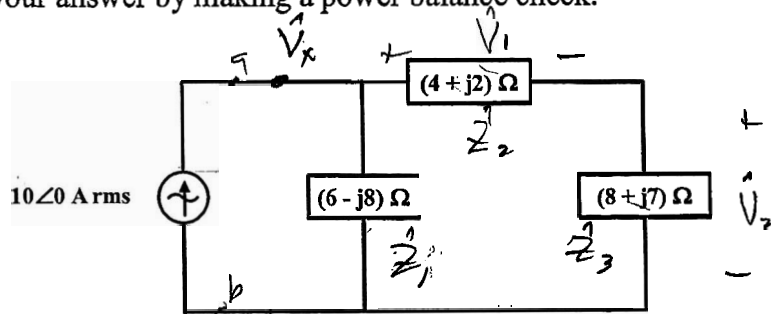 your answer by making a power balance check.
a
V̂x
+
V̂1
-
(4 + j2) Ω
Ẑ2
+
10∠0 A rms
(6 - j8) Ω
(8 + j7) Ω
V̂2
Ẑ1
Ẑ3
b
-